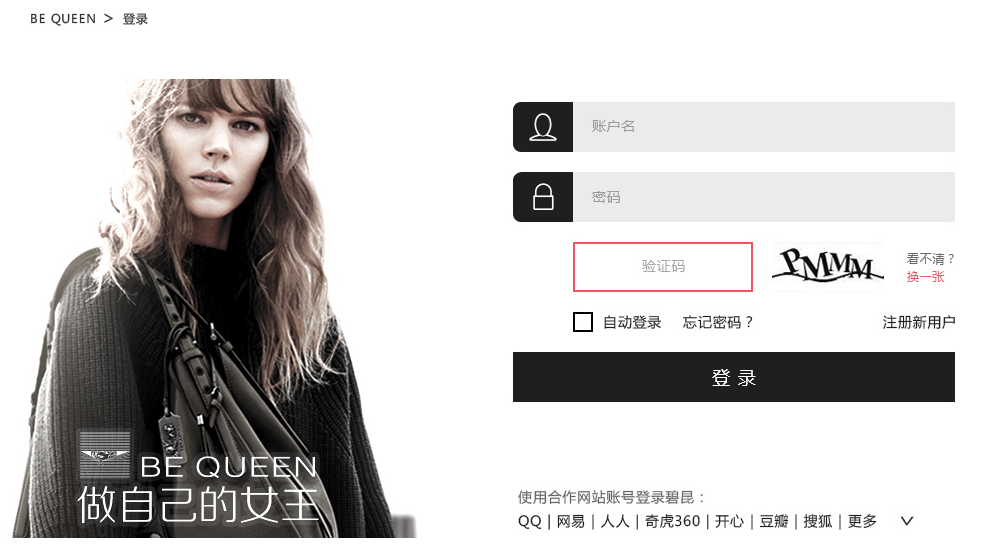 BE QUEEN > 登录
账户名
密码
验证码
PMMM
看不清？
换一张
自动登录 忘记密码？ 注册新用户
登 录
BE QUEEN
做自己的女王
使用合作网站账号登录碧昆：
QQ | 网易 | 人人 | 奇虎360 | 开心 | 豆瓣 | 搜狐 | 更多